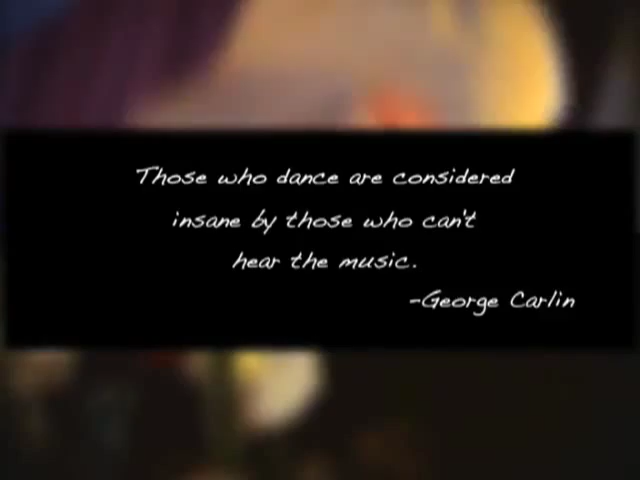 Those who dance are considered
insane by those who can't
hear the music.
-George Carlin